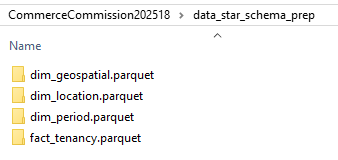 CommerceCommission202518 > data_star_schema_prep
Name
dim_geospatial.parquet
dim_location.parquet
dim_period.parquet
fact_tenancy.parquet